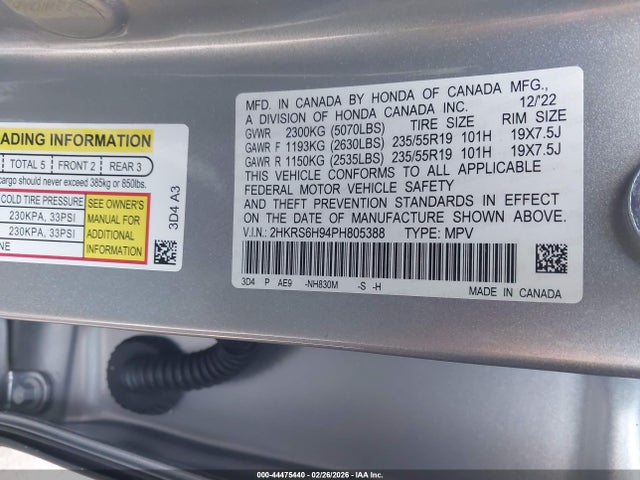 MFD. IN CANADA BY HONDA OF CANADA MFG.,
A DIVISION OF HONDA CANADA INC. 12/'22
GVWR 2300KG (5070LBS) TIRE SIZE RIM SIZE
GAWR F 1193KG (2630LBS) 235/55R19 101H 19X7.5J
GAWR R 1150KG (2535LBS) 235/55R19 101H 19X7.5J
THIS VEHICLE CONFORMS TO ALL APPLICABLE
FEDERAL MOTOR VEHICLE SAFETY
AND THEFT PREVENTION STANDARDS IN EFFECT
ON THE DATE OF MANUFACTURE SHOWN ABOVE.
V.I.N.: 2HKRS6H94PH805388 TYPE: MPV
3D4 P AE9 -NH830M -S -H
MADE IN CANADA
ADING INFORMATION
TOTAL 5 FRONT 2 REAR 3
cargo should never exceed 385kg or 850lbs.
COLD TIRE PRESSURE
230KPA, 33PSI
230KPA, 33PSI
NE
SEE OWNER'S
MANUAL FOR
ADDITIONAL
INFORMATION
3D4 A3
000-44475440 - 02/26/2026 - IAA Inc.